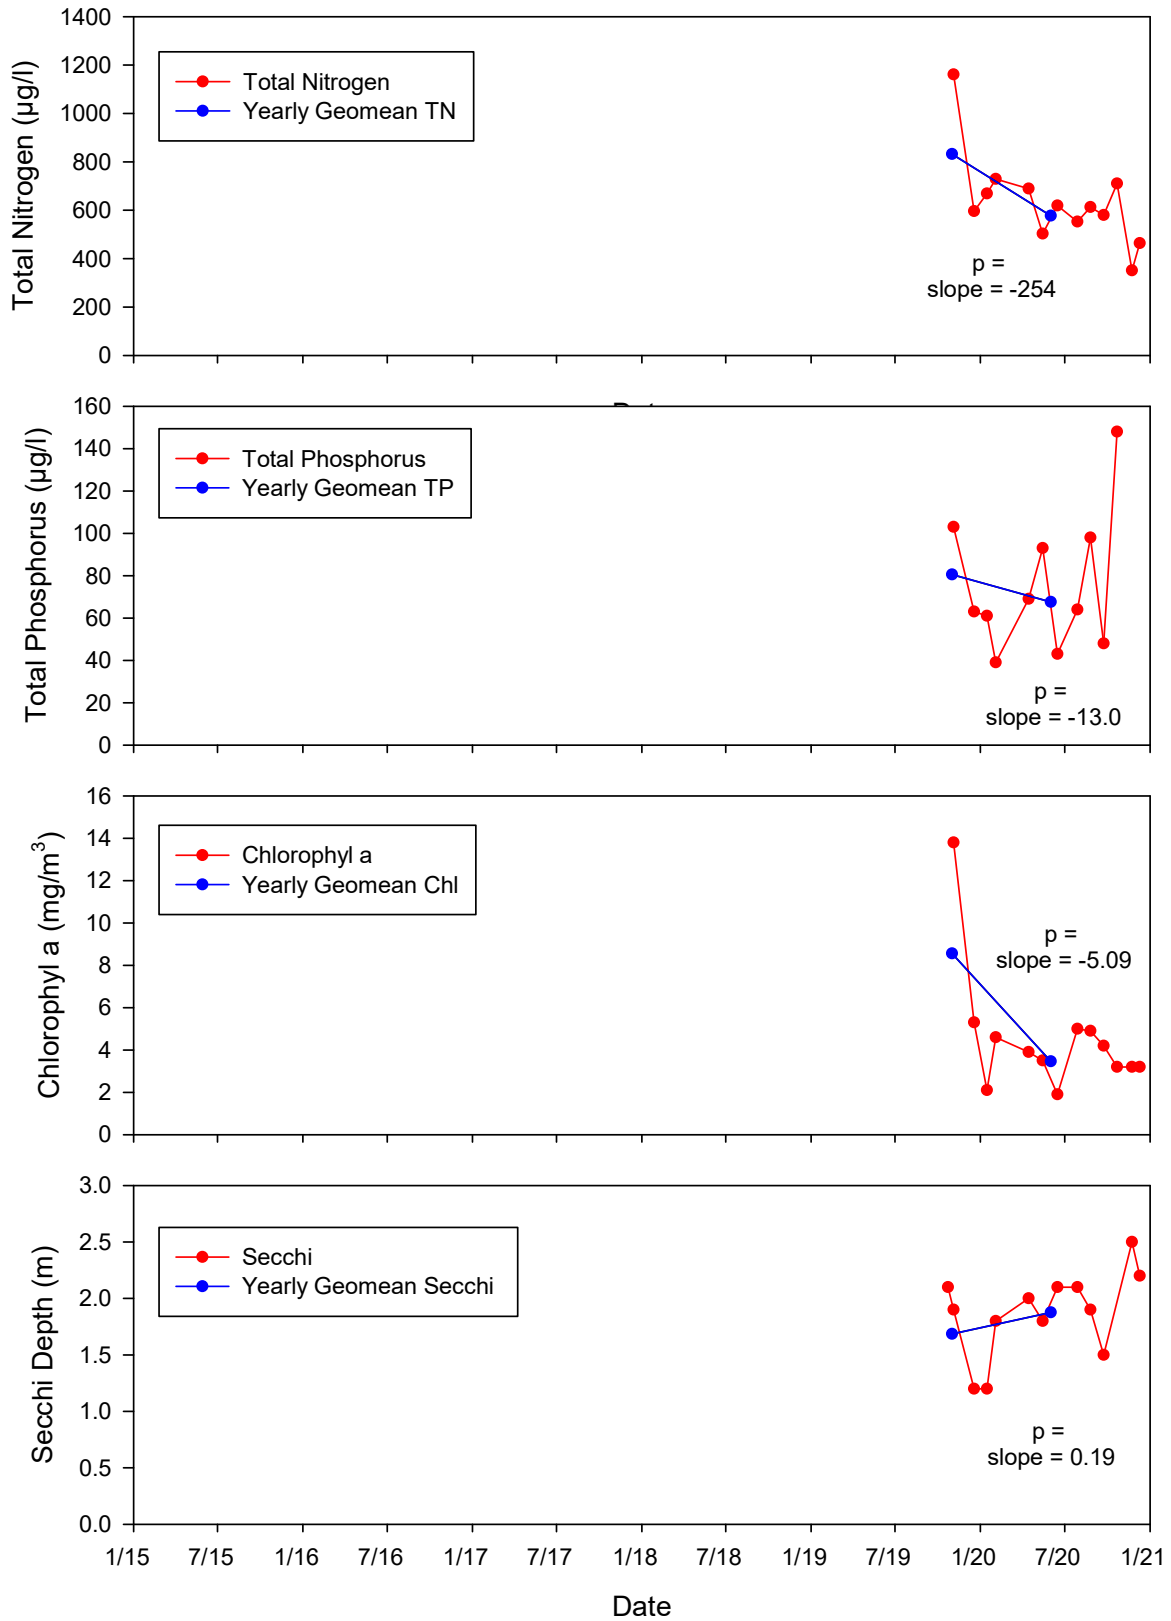 1400
1200
1000
800
600
400
200
0
Total Nitrogen (µg/l)
Total Nitrogen
Yearly Geomean TN
p =
slope = -254
160
140
120
100
80
60
40
20
0
Total Phosphorus (µg/l)
Total Phosphorus
Yearly Geomean TP
p =
slope = -13.0
16
14
12
10
8
6
4
2
0
Chlorophyl a (mg/m³)
Chlorophyl a
Yearly Geomean Chl
p =
slope = -5.09
3.0
2.5
2.0
1.5
1.0
0.5
0.0
Secchi Depth (m)
Secchi
Yearly Geomean Secchi
p =
slope = 0.19
1/15 7/15 1/16 7/16 1/17 7/17 1/18 7/18 1/19 7/19 1/20 7/20 1/21
Date